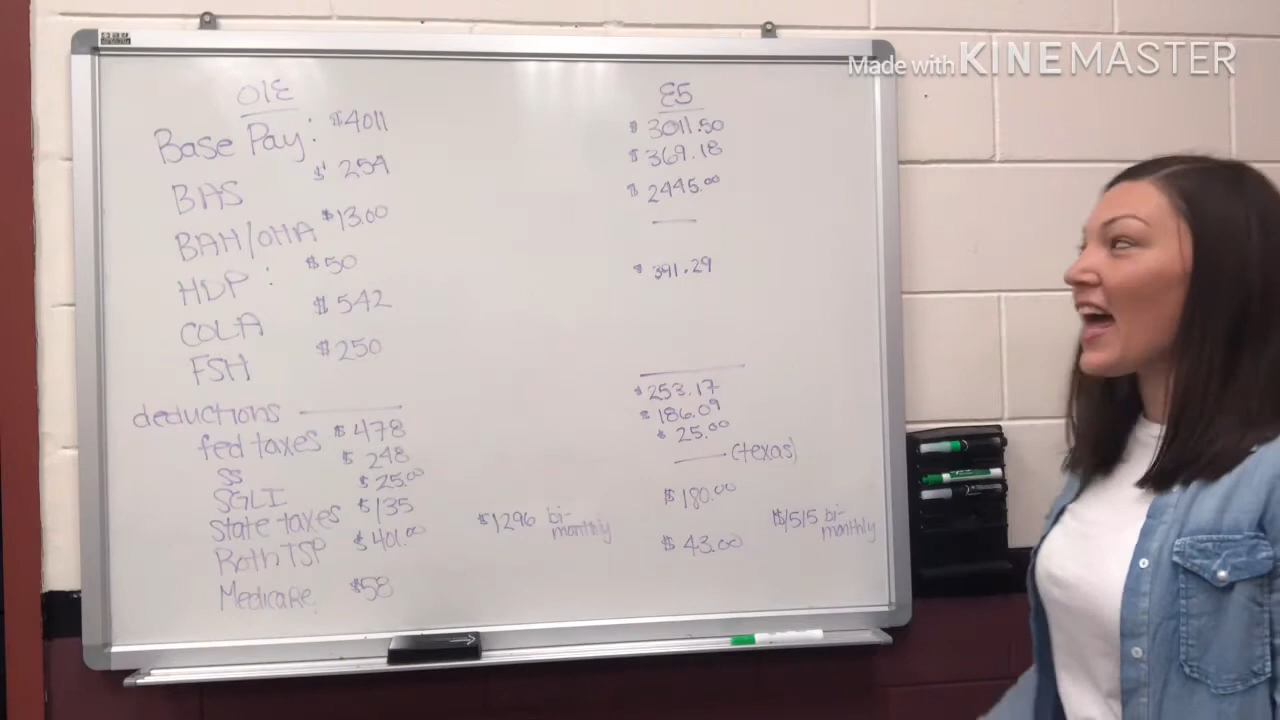 Made with KINEMASTER
O1E
E5
Base Pay: $4011
$3011.50
BAS $254
$369.18
BAH/OHA $13.00
$2445.00
HDP: $50
COLA $542
$391.29
FSH $250
deductions
fed taxes $478
$253.17
SS $248
$186.09
SGLI $25.00
$25.00
State taxes $135
(texas)
Roth TSP $401.00
$1296 bi-monthly
$180.00
$1515 bi-monthly
Medicare: $58
$43.00